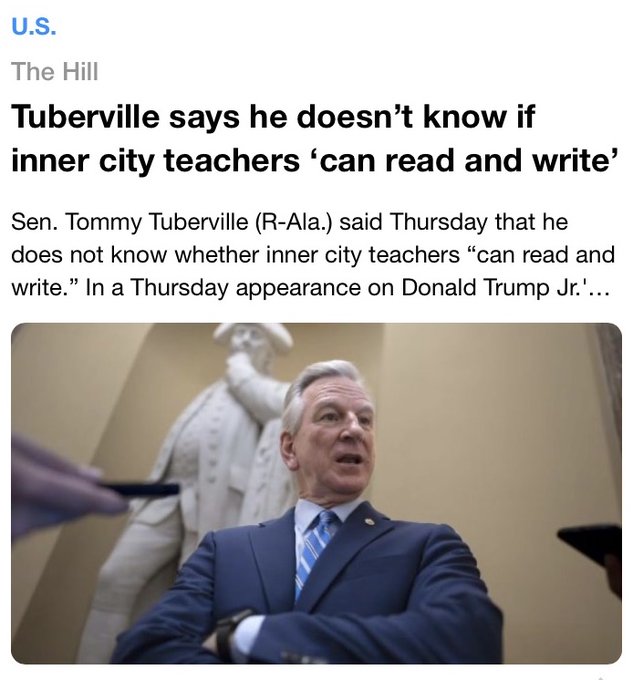 U.S.
The Hill
Tuberville says he doesn’t know if
inner city teachers ‘can read and write’
Sen. Tommy Tuberville (R-Ala.) said Thursday that he
does not know whether inner city teachers “can read and
write.” In a Thursday appearance on Donald Trump Jr.'…